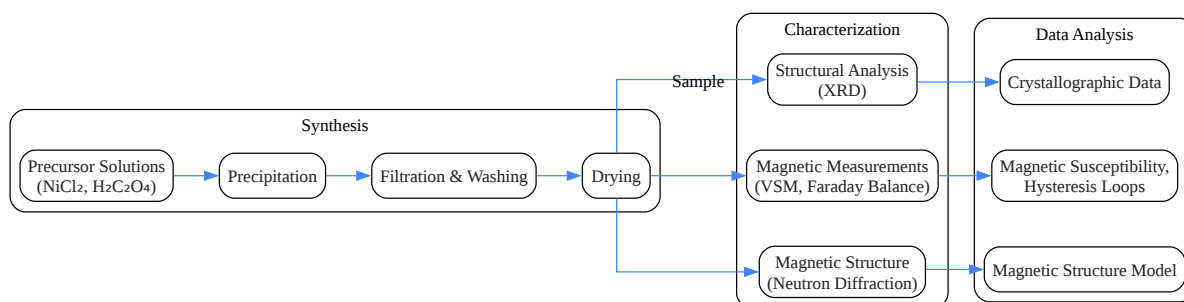 Characterization
Data Analysis
Structural Analysis
(XRD)
Sample
Crystallographic Data
Synthesis
Precursor Solutions
(NiCl₂, H₂C₂O₄)
Precipitation
Filtration & Washing
Drying
Magnetic Measurements
(VSM, Faraday Balance)
Magnetic Susceptibility,
Hysteresis Loops
Magnetic Structure
(Neutron Diffraction)
Magnetic Structure Model